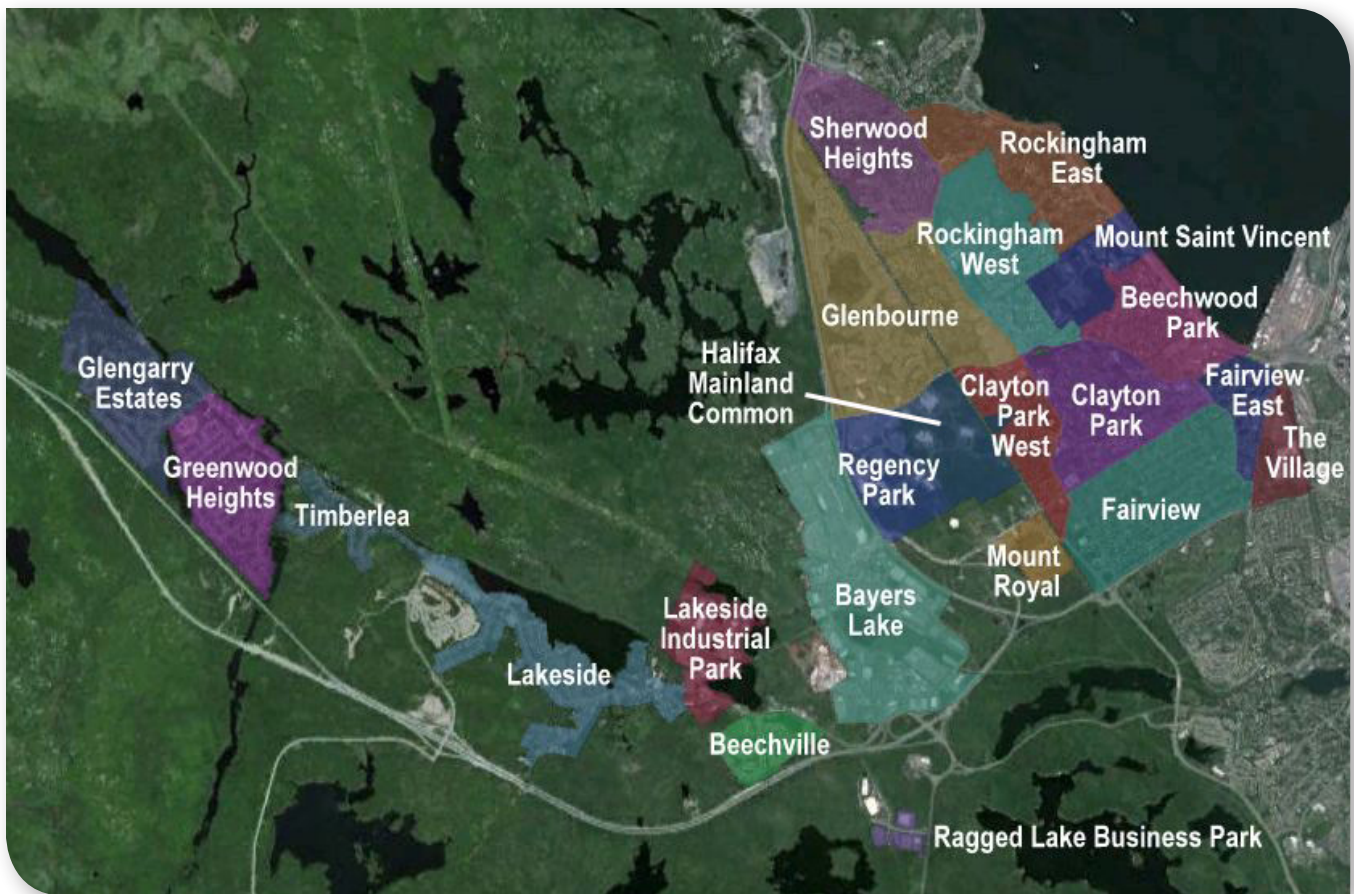 Sherwood
Heights
Rockingham
East
Rockingham
West
Mount Saint Vincent
Beechwood
Park
Glenbourne
Halifax
Mainland
Common
Clayton
Park
West
Clayton
Park
Fairview
East
The
Village
Glengarry
Estates
Greenwood
Heights
Timberlea
Regency
Park
Fairview
Mount
Royal
Bayers
Lake
Lakeside
Industrial
Park
Lakeside
Beechville
Ragged Lake Business Park